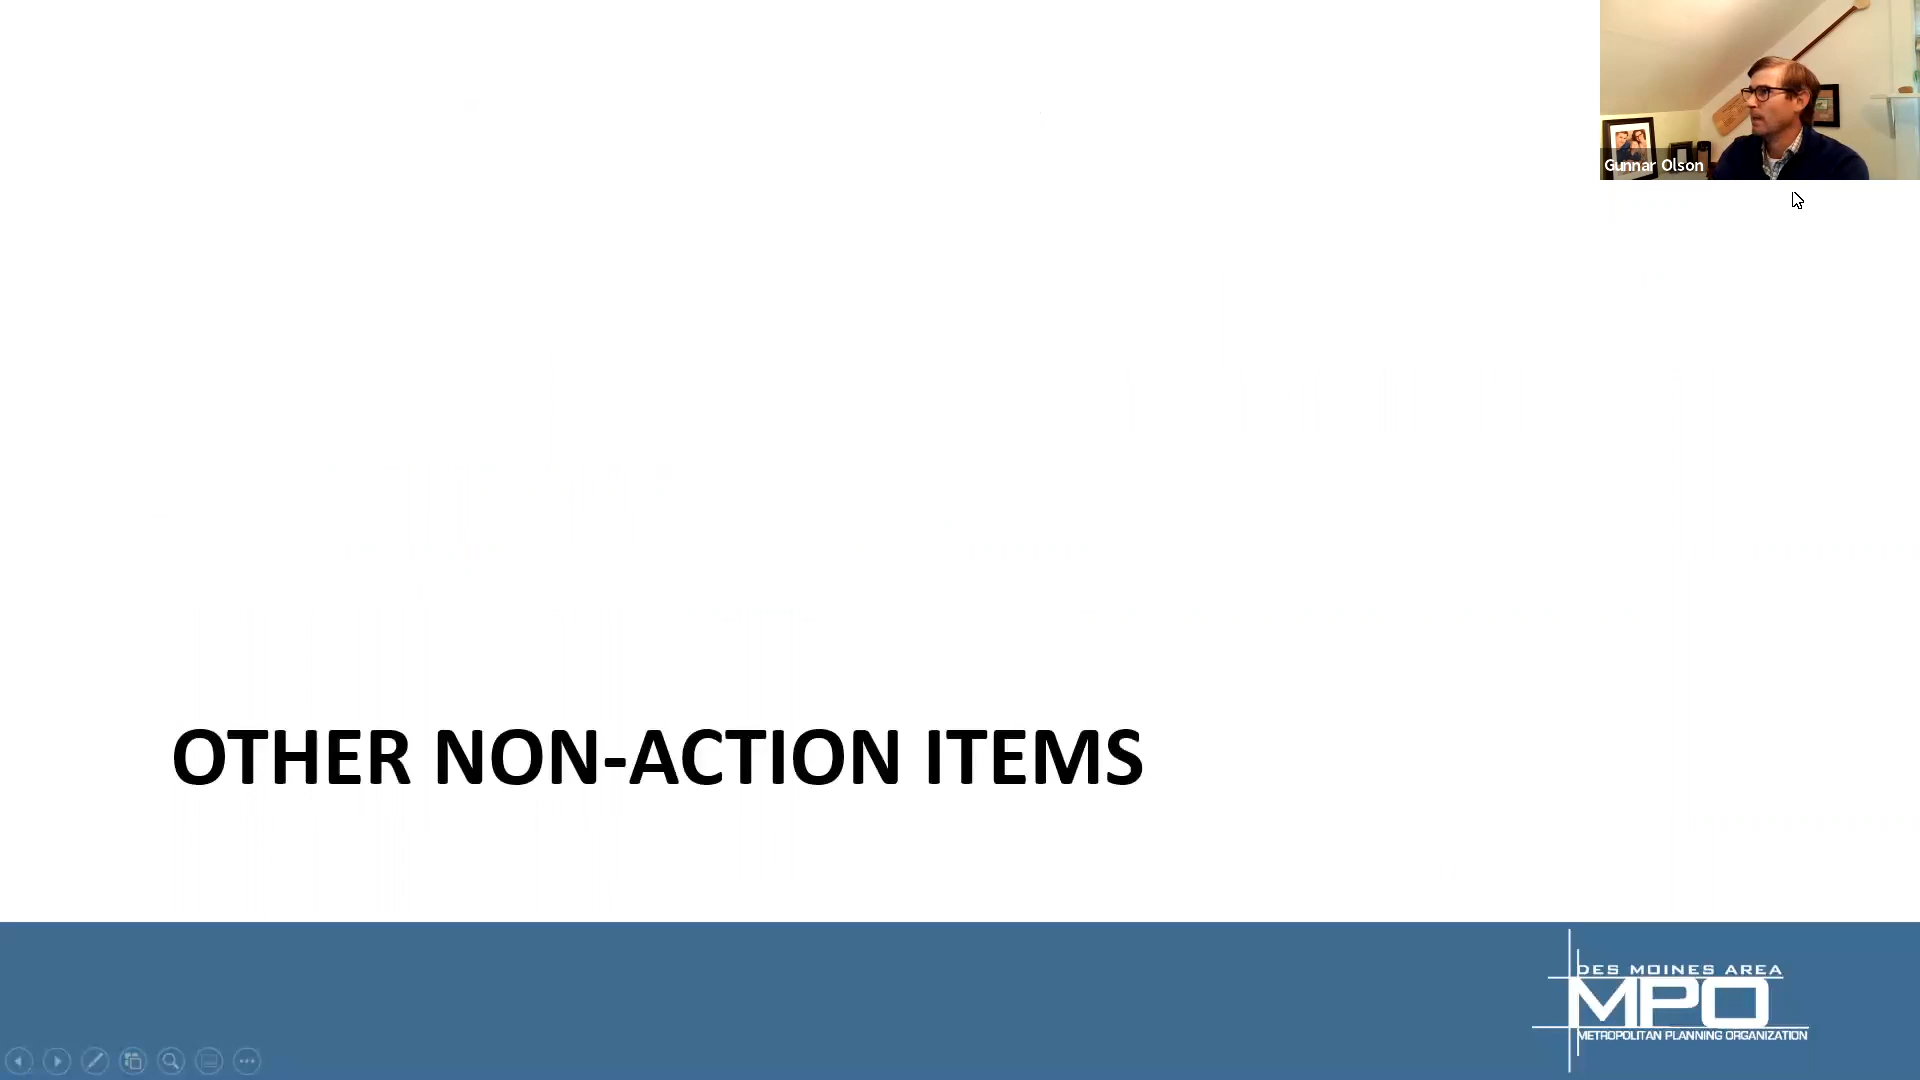 Gunnar Olson
OTHER NON-ACTION ITEMS
DES MOINES AREA
MPO
METROPOLITAN PLANNING ORGANIZATION